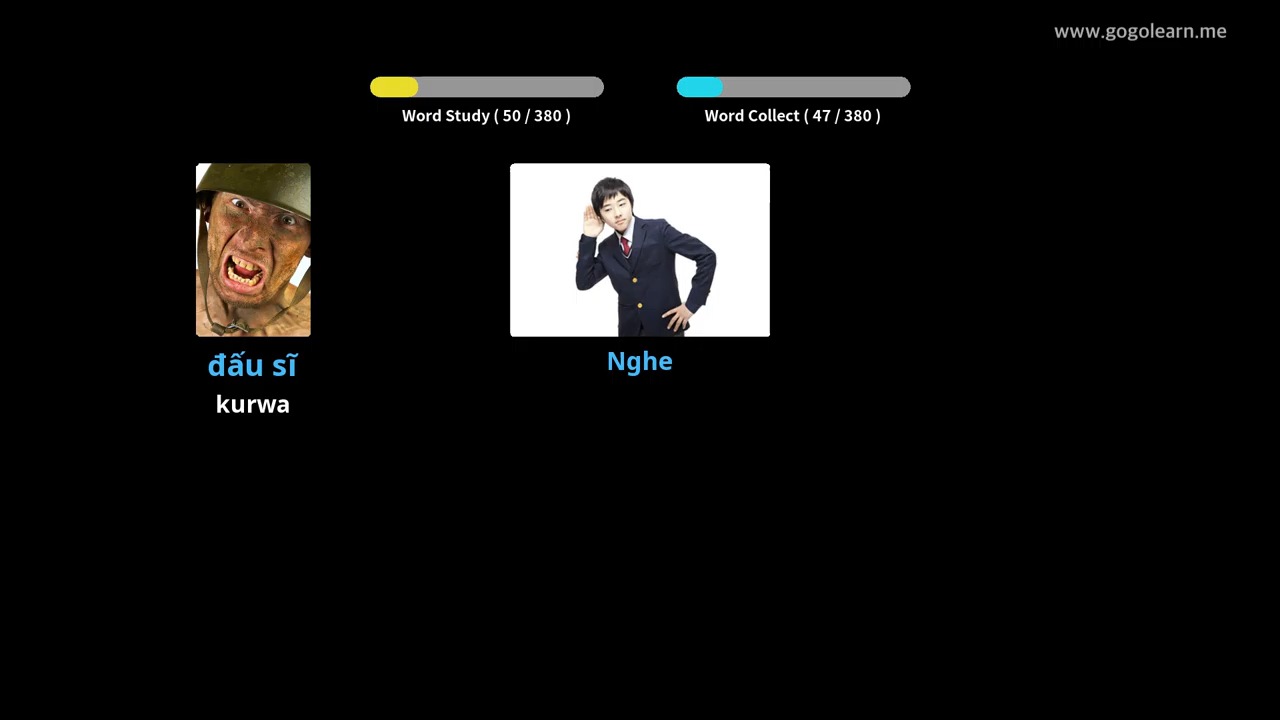 www.gogolearn.me
Word Study ( 50 / 380 )
Word Collect ( 47 / 380 )
đấu sĩ
kurwa
Nghe